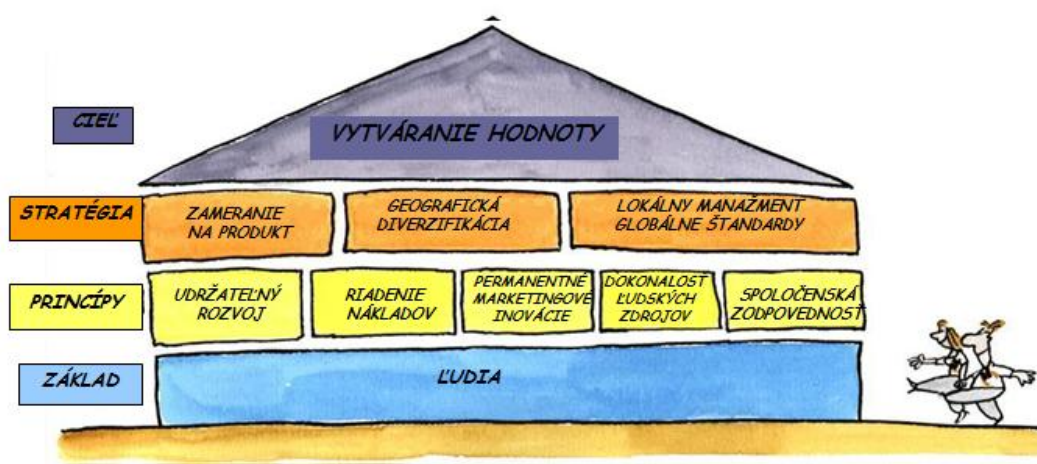 CIEĽ
VYTVÁRANIE HODNOTY
STRATÉGIA
ZAMERANIE
NA PRODUKT
GEOGRAFICKÁ
DIVERZIFIKÁCIA
LOKÁLNY MANAŽMENT
GLOBÁLNE ŠTANDARDY
PRINCÍPY
UDRŽATEĽNÝ
ROZVOJ
RIADENIE
NÁKLADOV
PERMANENTNÉ
MARKETINGOVE
INOVÁCIE
DOKONALOSŤ
ĽUDSKÝCH
ZDROJOV
SPOLOČENSKÁ
ZODPOVEDNOSŤ
ZÁKLAD
ĽUDIA